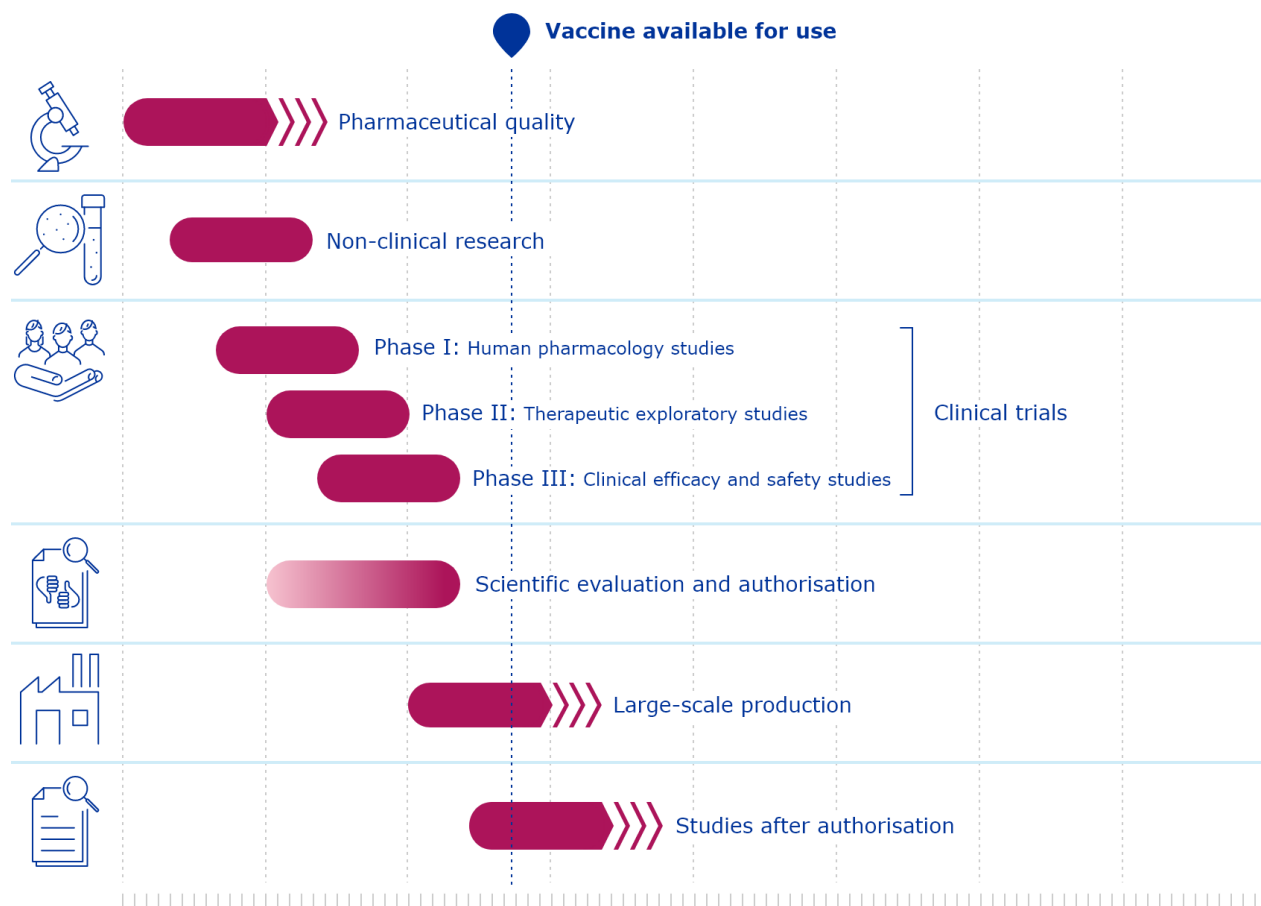 Vaccine available for use
Pharmaceutical quality
Non-clinical research
Phase I: Human pharmacology studies
Phase II: Therapeutic exploratory studies
Clinical trials
Phase III: Clinical efficacy and safety studies
Scientific evaluation and authorisation
Large-scale production
Studies after authorisation